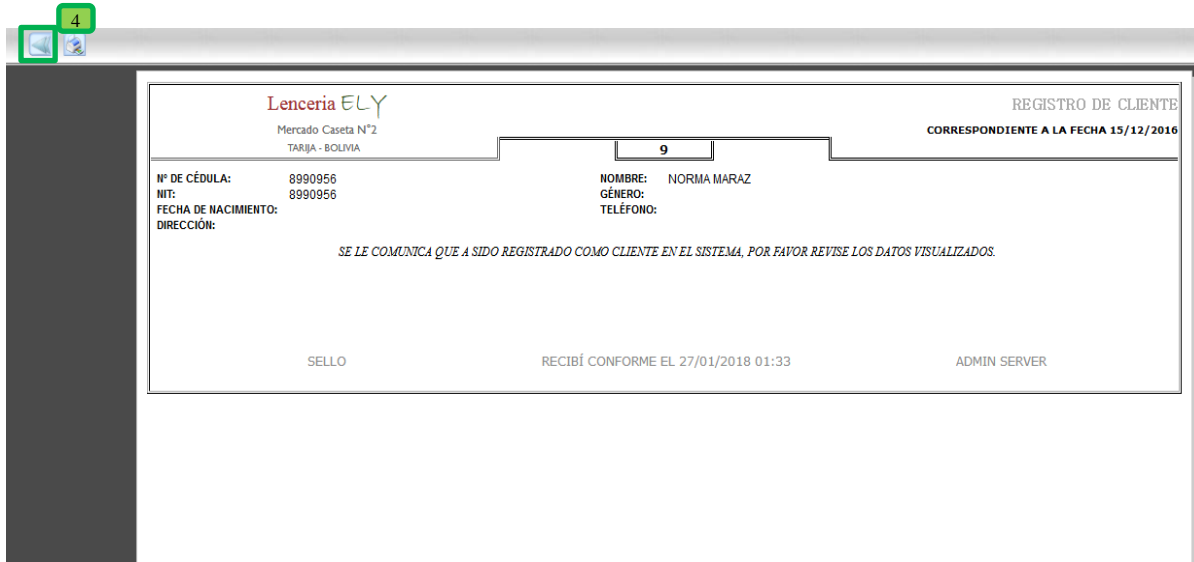 4
Lenceria ELY
REGISTRO DE CLIENTE
Mercado Caseta N°2
CORRESPONDIENTE A LA FECHA 15/12/2016
TARIJA - BOLIVIA
9
Nº DE CÉDULA: 8990956 NOMBRE: NORMA MARAZ
NIT: 8990956 GÉNERO:
FECHA DE NACIMIENTO: TELÉFONO:
DIRECCIÓN:
SE LE COMUNICA QUE A SIDO REGISTRADO COMO CLIENTE EN EL SISTEMA, POR FAVOR REVISE LOS DATOS VISUALIZADOS.
SELLO RECIBÍ CONFORME EL 27/01/2018 01:33 ADMIN SERVER